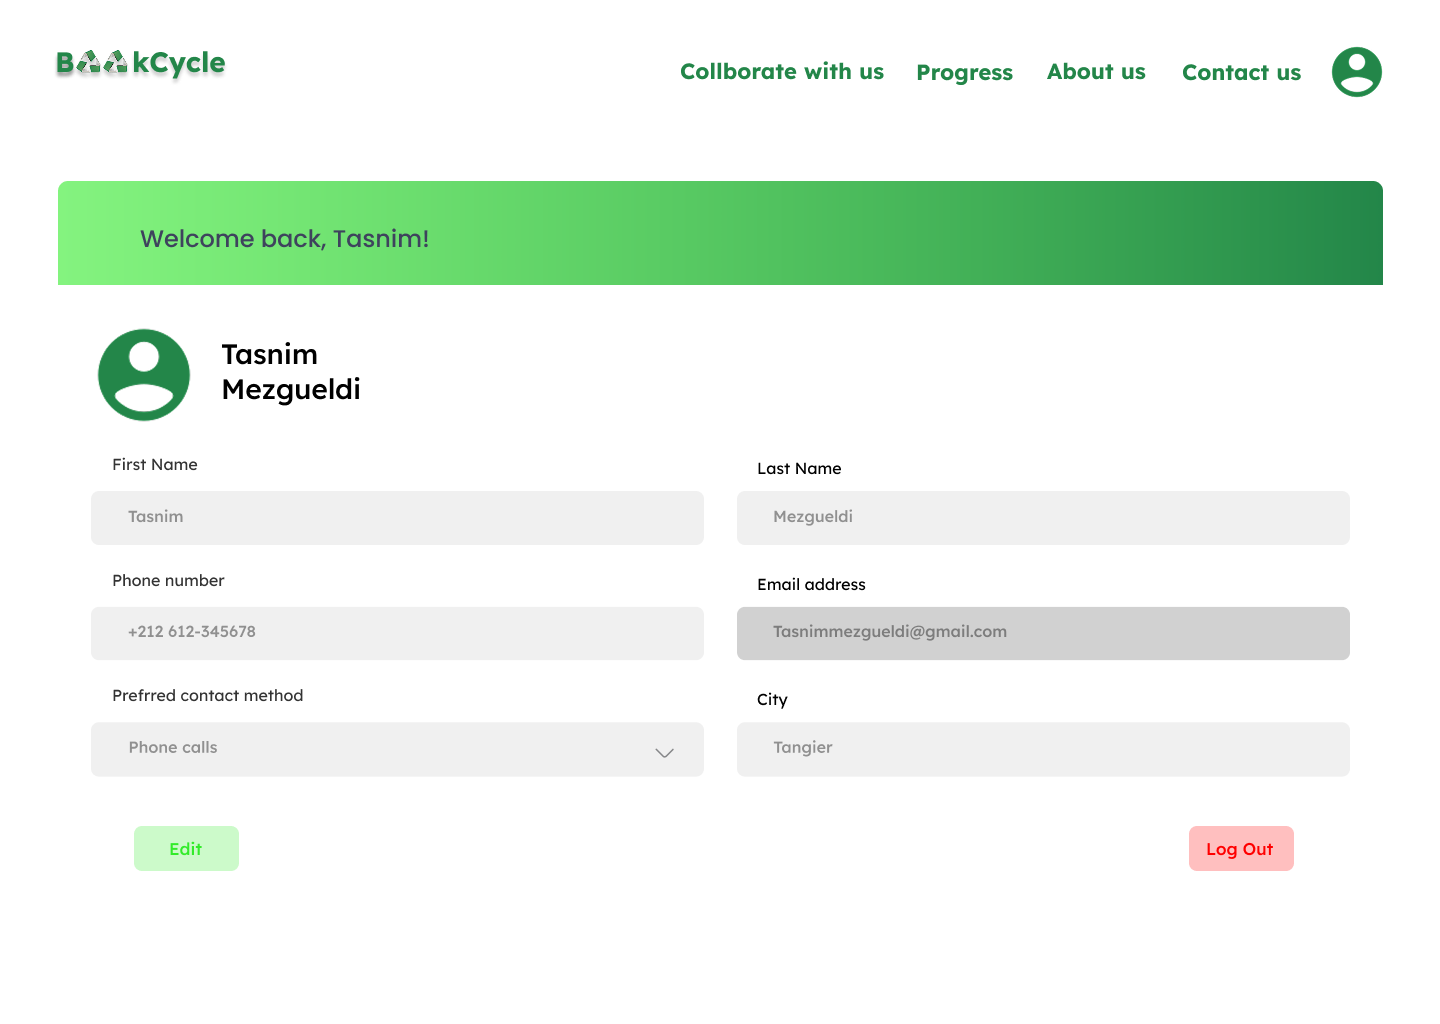 BookCycle
Collborate with us
Progress
About us
Contact us
Welcome back, Tasnim!
Tasnim
Mezgueldi
First Name
Last Name
Tasnim
Mezgueldi
Phone number
Email address
+212 612-345678
Tasnimmezgueldi@gmail.com
Prefrred contact method
City
Phone calls
Tangier
Edit
Log Out